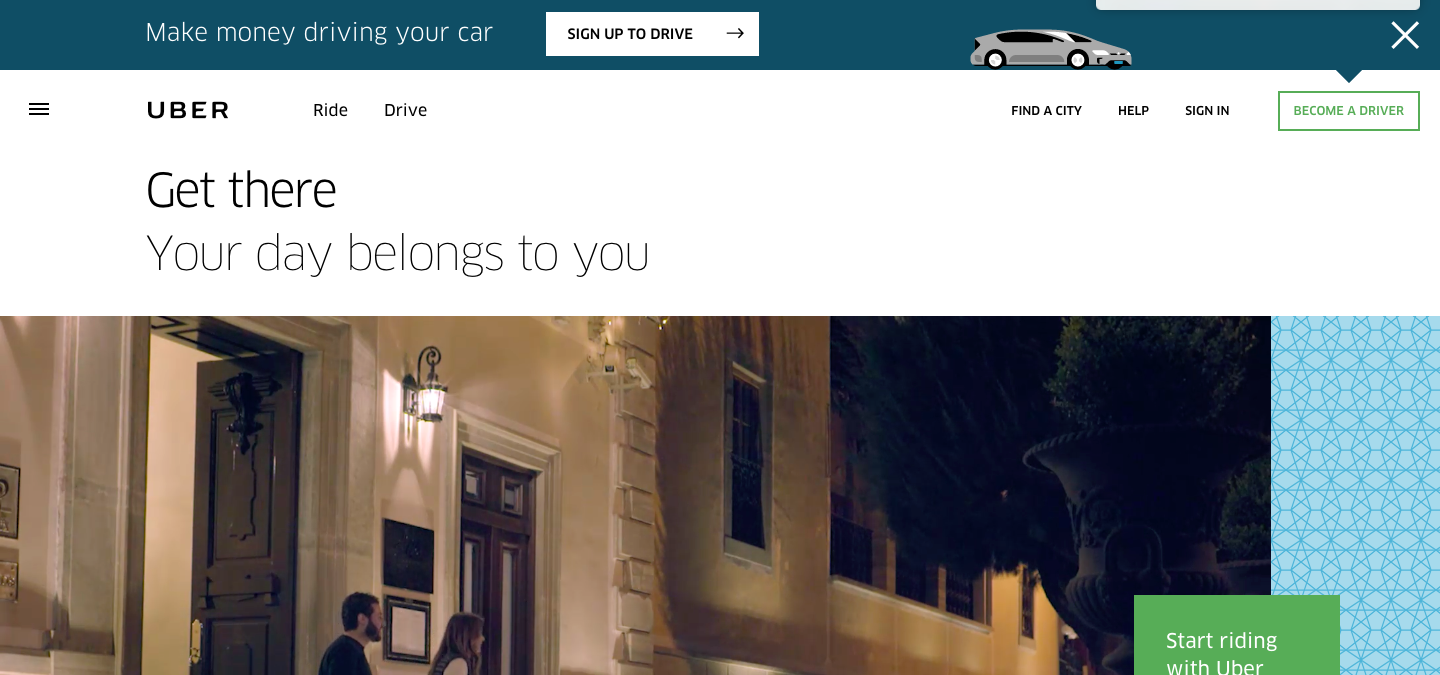 Make money driving your car
SIGN UP TO DRIVE
UBER
Ride
Drive
FIND A CITY
HELP
SIGN IN
BECOME A DRIVER
Get there
Your day belongs to you
Start riding
with Uber